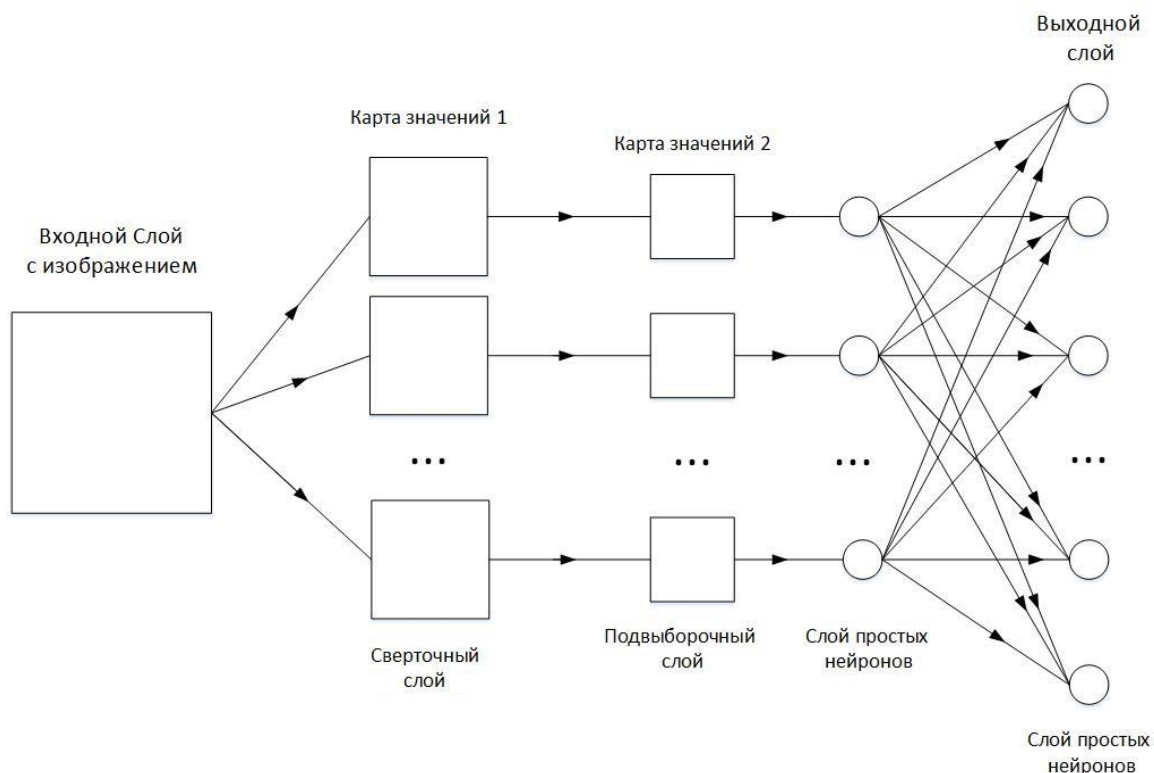 Выходной
слой
Карта значений 1
Карта значений 2
Входной Слой
с изображением
...
...
...
...
Сверточный
слой
Подвыборочный
слой
Слой простых
нейронов
Слой простых
нейронов